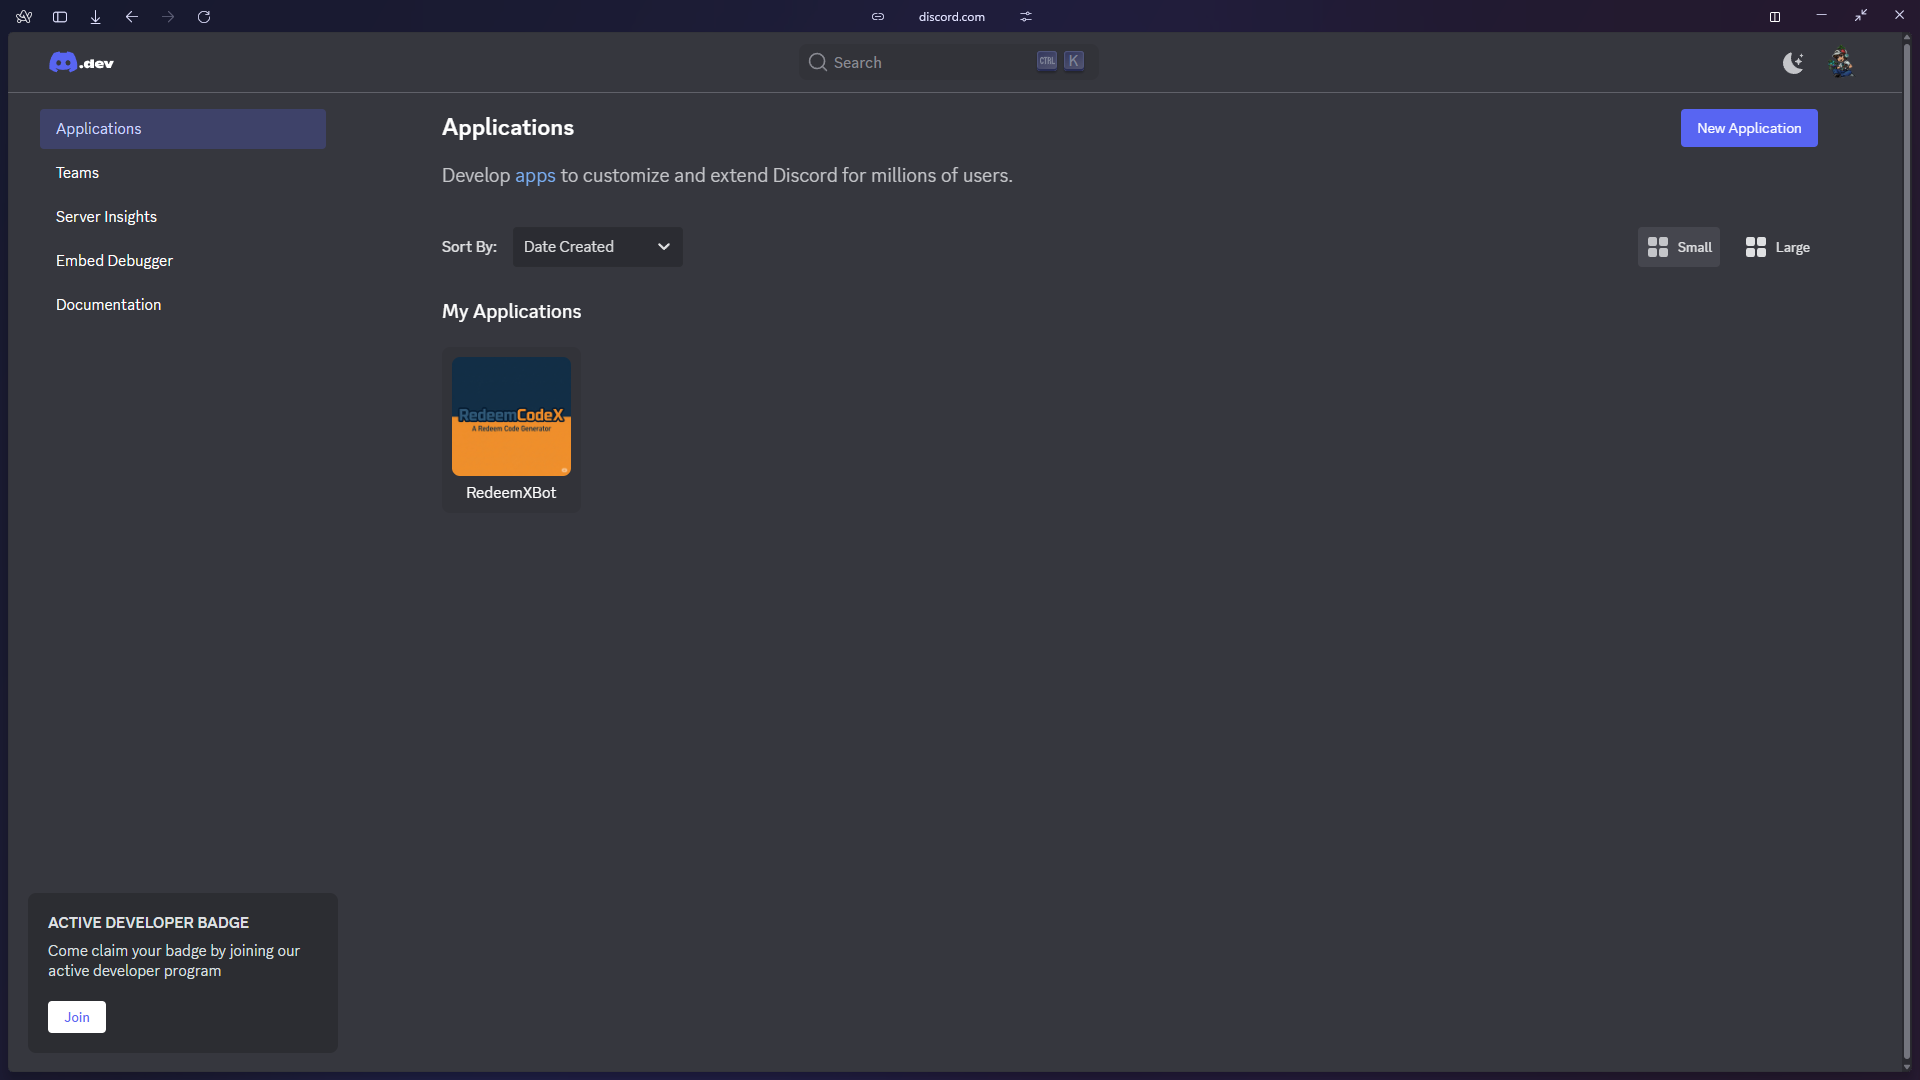 discord.com
.dev
Search
CTRL K
Applications
Teams
Server Insights
Embed Debugger
Documentation
Applications
New Application
Develop apps to customize and extend Discord for millions of users.
Sort By: Date Created
Small
Large
My Applications
RedeemCodeX
A Redeem Code Generator
RedeemXBot
ACTIVE DEVELOPER BADGE
Come claim your badge by joining our
active developer program
Join